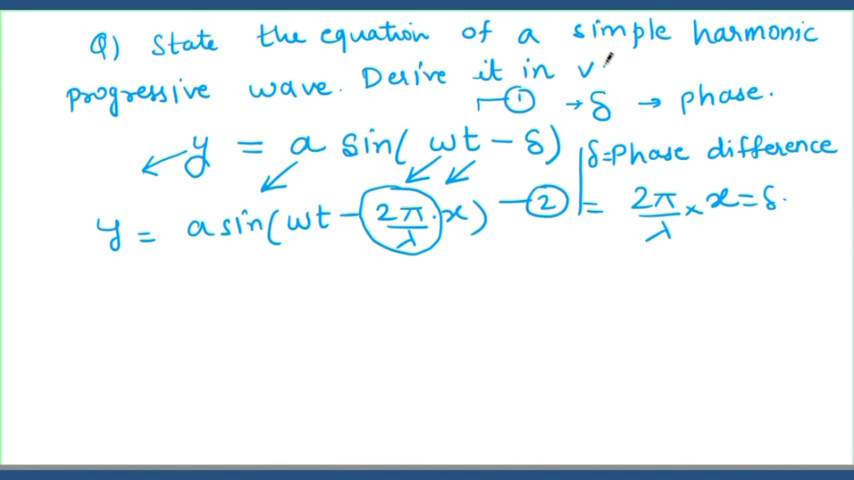 Q) State the equation of a simple harmonic
progressive wave. Derive it in v
① → δ → phase.
y = a sin( ωt - δ)
δ = Phase difference
y = a sin( ωt - 2π/λ · x) - ②
= 2π/λ × x = δ.